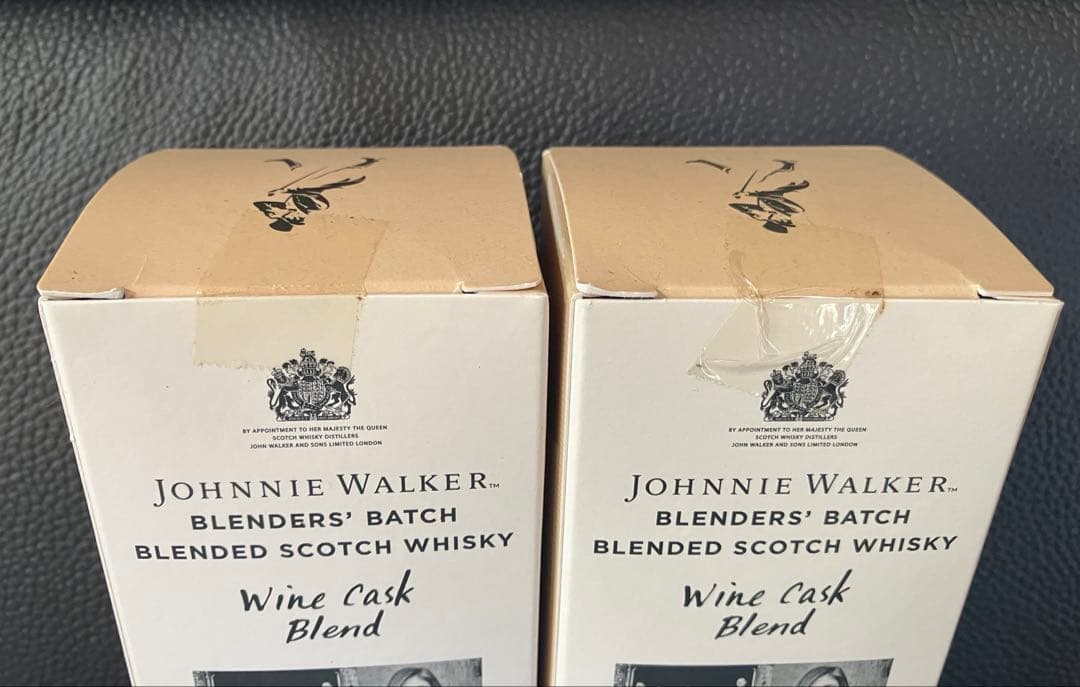 BY APPOINTMENT TO HER MAJESTY THE QUEEN
SCOTCH WHISKY DISTILLERS
JOHN WALKER AND SONS LIMITED LONDON
JOHNNIE WALKER™
BLENDERS' BATCH
BLENDED SCOTCH WHISKY
Wine Cask
Blend
BY APPOINTMENT TO HER MAJESTY THE QUEEN
SCOTCH WHISKY DISTILLERS
JOHN WALKER AND SONS LIMITED LONDON
JOHNNIE WALKER™
BLENDERS' BATCH
BLENDED SCOTCH WHISKY
Wine Cask
Blend